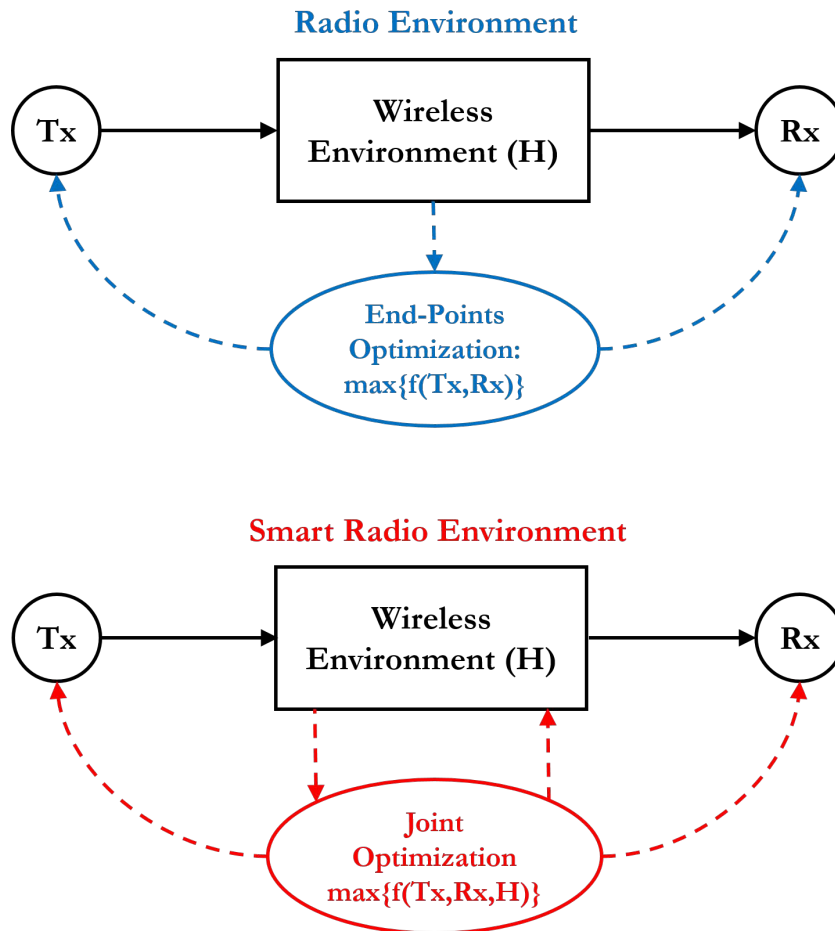 Radio Environment
Tx
Wireless
Environment (H)
Rx
End-Points
Optimization:
max{f(Tx,Rx)}
Smart Radio Environment
Tx
Wireless
Environment (H)
Rx
Joint
Optimization
max{f(Tx,Rx,H)}